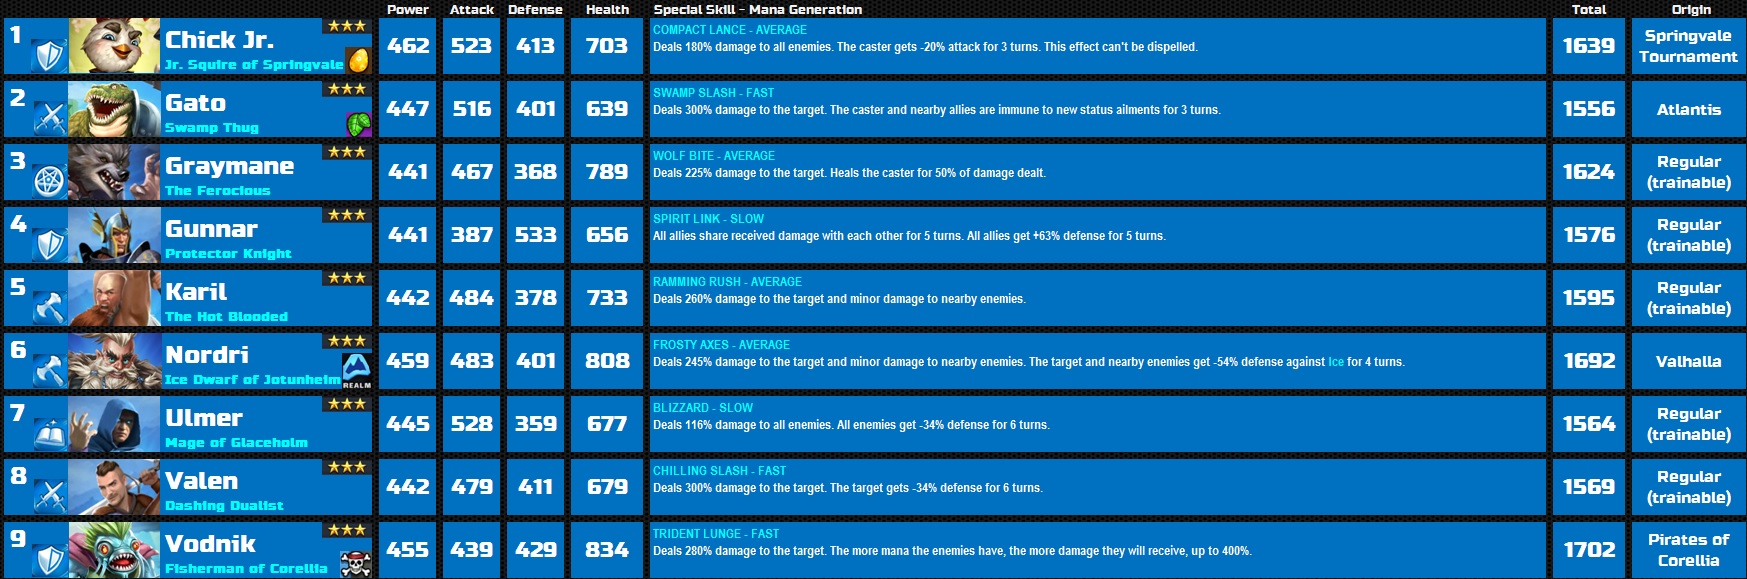 Power Attack Defense Health Special Skill - Mana Generation Total Origin
1 Chick Jr. 462 523 413 703 COMPACT LANCE - AVERAGE 1639 Springvale Tournament
Jr. Squire of Springvale Deals 180% damage to all enemies. The caster gets -20% attack for 3 turns. This effect can't be dispelled.
2 Gato 447 516 401 639 SWAMP SLASH - FAST 1556 Atlantis
Swamp Thug Deals 300% damage to the target. The caster and nearby allies are immune to new status ailments for 3 turns.
3 Graymane 441 467 368 789 WOLF BITE - AVERAGE 1624 Regular (trainable)
The Ferocious Deals 225% damage to the target. Heals the caster for 50% of damage dealt.
4 Gunnar 441 387 533 656 SPIRIT LINK - SLOW 1576 Regular (trainable)
Protector Knight All allies share received damage with each other for 5 turns. All allies get +63% defense for 5 turns.
5 Karil 442 484 378 733 RAMMING RUSH - AVERAGE 1595 Regular (trainable)
The Hot Blooded Deals 260% damage to the target and minor damage to nearby enemies.
6 Nordri 459 483 401 808 FROSTY AXES - AVERAGE 1692 Valhalla
Ice Dwarf of Jotunheim REALM Deals 245% damage to the target and minor damage to nearby enemies. The target and nearby enemies get -54% defense against Ice for 4 turns.
7 Ulmer 445 528 359 677 BLIZZARD - SLOW 1564 Regular (trainable)
Mage of Glaceholm Deals 116% damage to all enemies. All enemies get -34% defense for 6 turns.
8 Valen 442 479 411 679 CHILLING SLASH - FAST 1569 Regular (trainable)
Dashing Dualist Deals 300% damage to the target. The target gets -34% defense for 6 turns.
9 Vodnik 455 439 429 834 TRIDENT LUNGE - FAST 1702 Pirates of Corellia
Fisherman of Corellia Deals 280% damage to the target. The more mana the enemies have, the more damage they will receive, up to 400%.